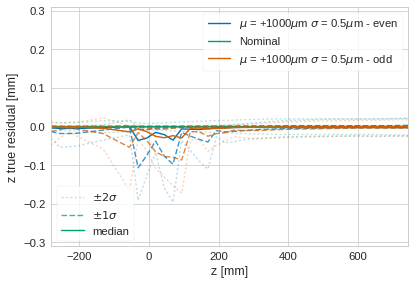 0.3
0.2
0.1
0.0
−0.1
−0.2
−0.3
z true residual [mm]
μ = +1000μm σ = 0.5μm - even
Nominal
μ = +1000μm σ = 0.5μm - odd
±2σ
±1σ
median
−200 0 200 400 600
z [mm]